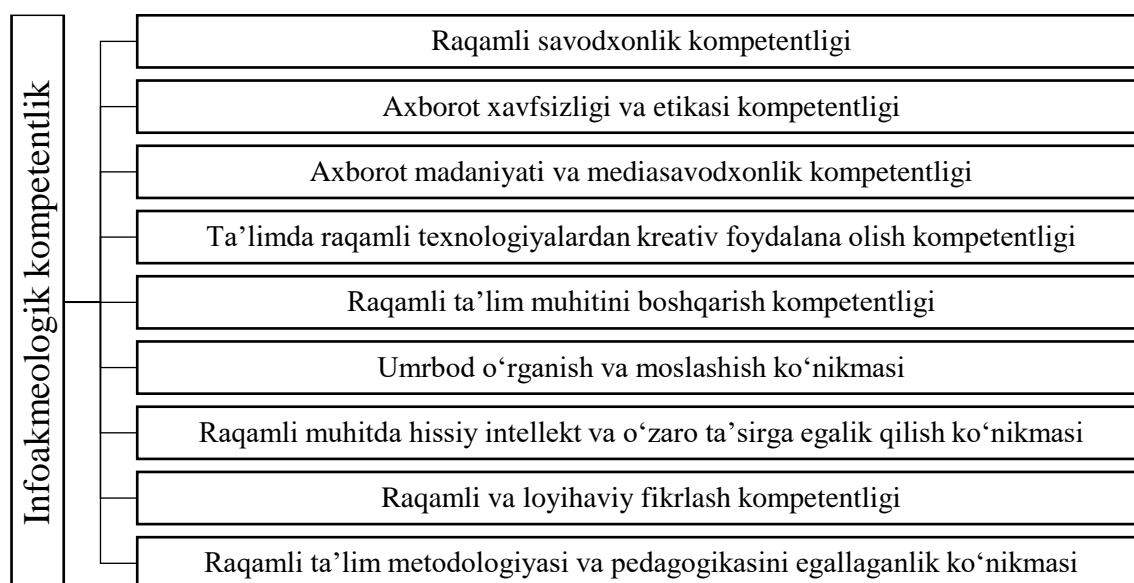 Infoakmeologik kompetentlik
Raqamli savodxonlik kompetentligi
Axborot xavfsizligi va etikasi kompetentligi
Axborot madaniyati va mediasavodxonlik kompetentligi
Ta’limda raqamli texnologiyalardan kreativ foydalana olish kompetentligi
Raqamli ta’lim muhitini boshqarish kompetentligi
Umrbod o‘rganish va moslashish ko‘nikmasi
Raqamli muhitda hissiy intellekt va o‘zaro ta’sirga egalik qilish ko‘nikmasi
Raqamli va loyihaviy fikrlash kompetentligi
Raqamli ta’lim metodologiyasi va pedagogikasini egallaganlik ko‘nikmasi